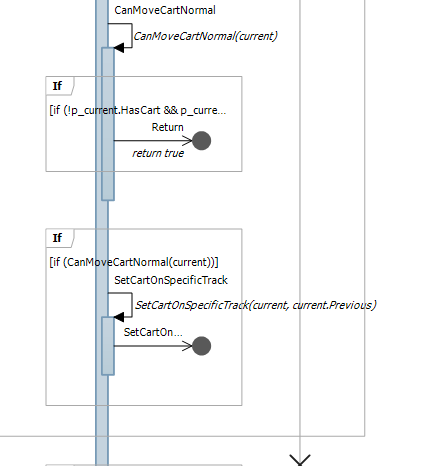 CanMoveCartNormal
CanMoveCartNormal(current)
If
[if (!p_current.HasCart && p_curre...
Return
return true
If
[if (CanMoveCartNormal(current))]
SetCartOnSpecificTrack
SetCartOnSpecificTrack(current, current.Previous)
SetCartOn...